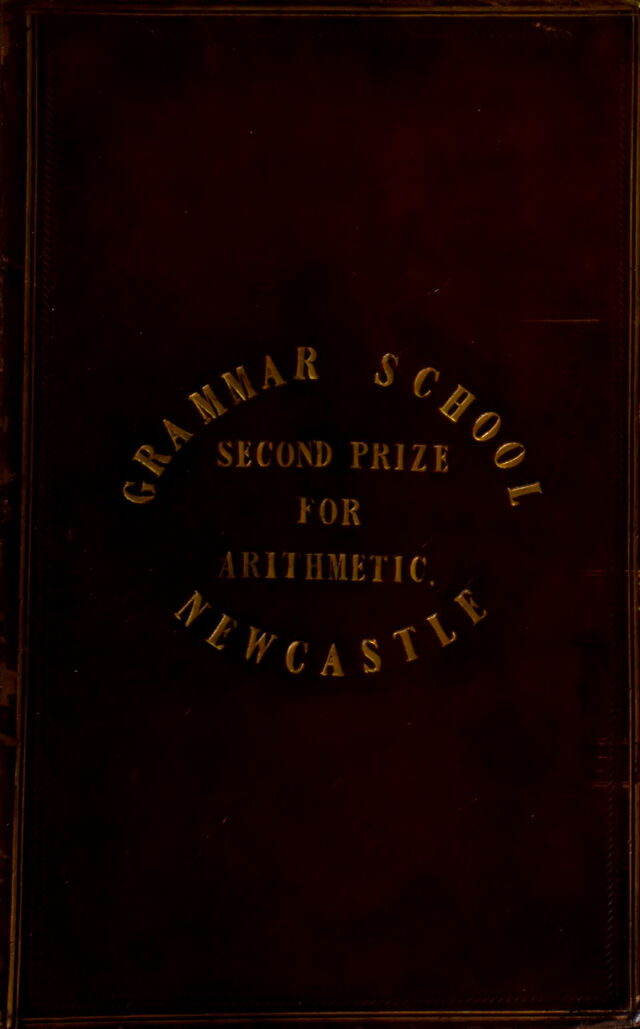 GRAMMAR SCHOOL
SECOND PRIZE
FOR
ARITHMETIC.
NEWCASTLE